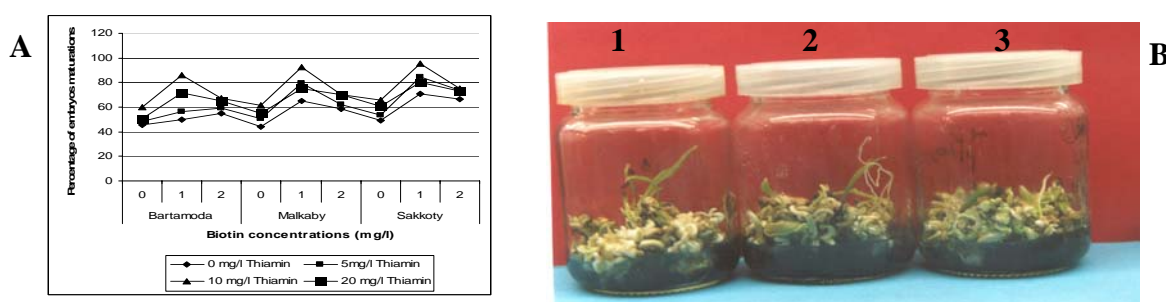 A
Percentage of embryos maturations
120
100
80
60
40
20
0
0 1 2 0 1 2 0 1 2
Bartamoda Malkaby Sakkoty
Biotin concentrations (mg/l)
0 mg/l Thiamin 5mg/l Thiamin
10 mg/l Thiamin 20 mg/l Thiamin
1 2 3
B